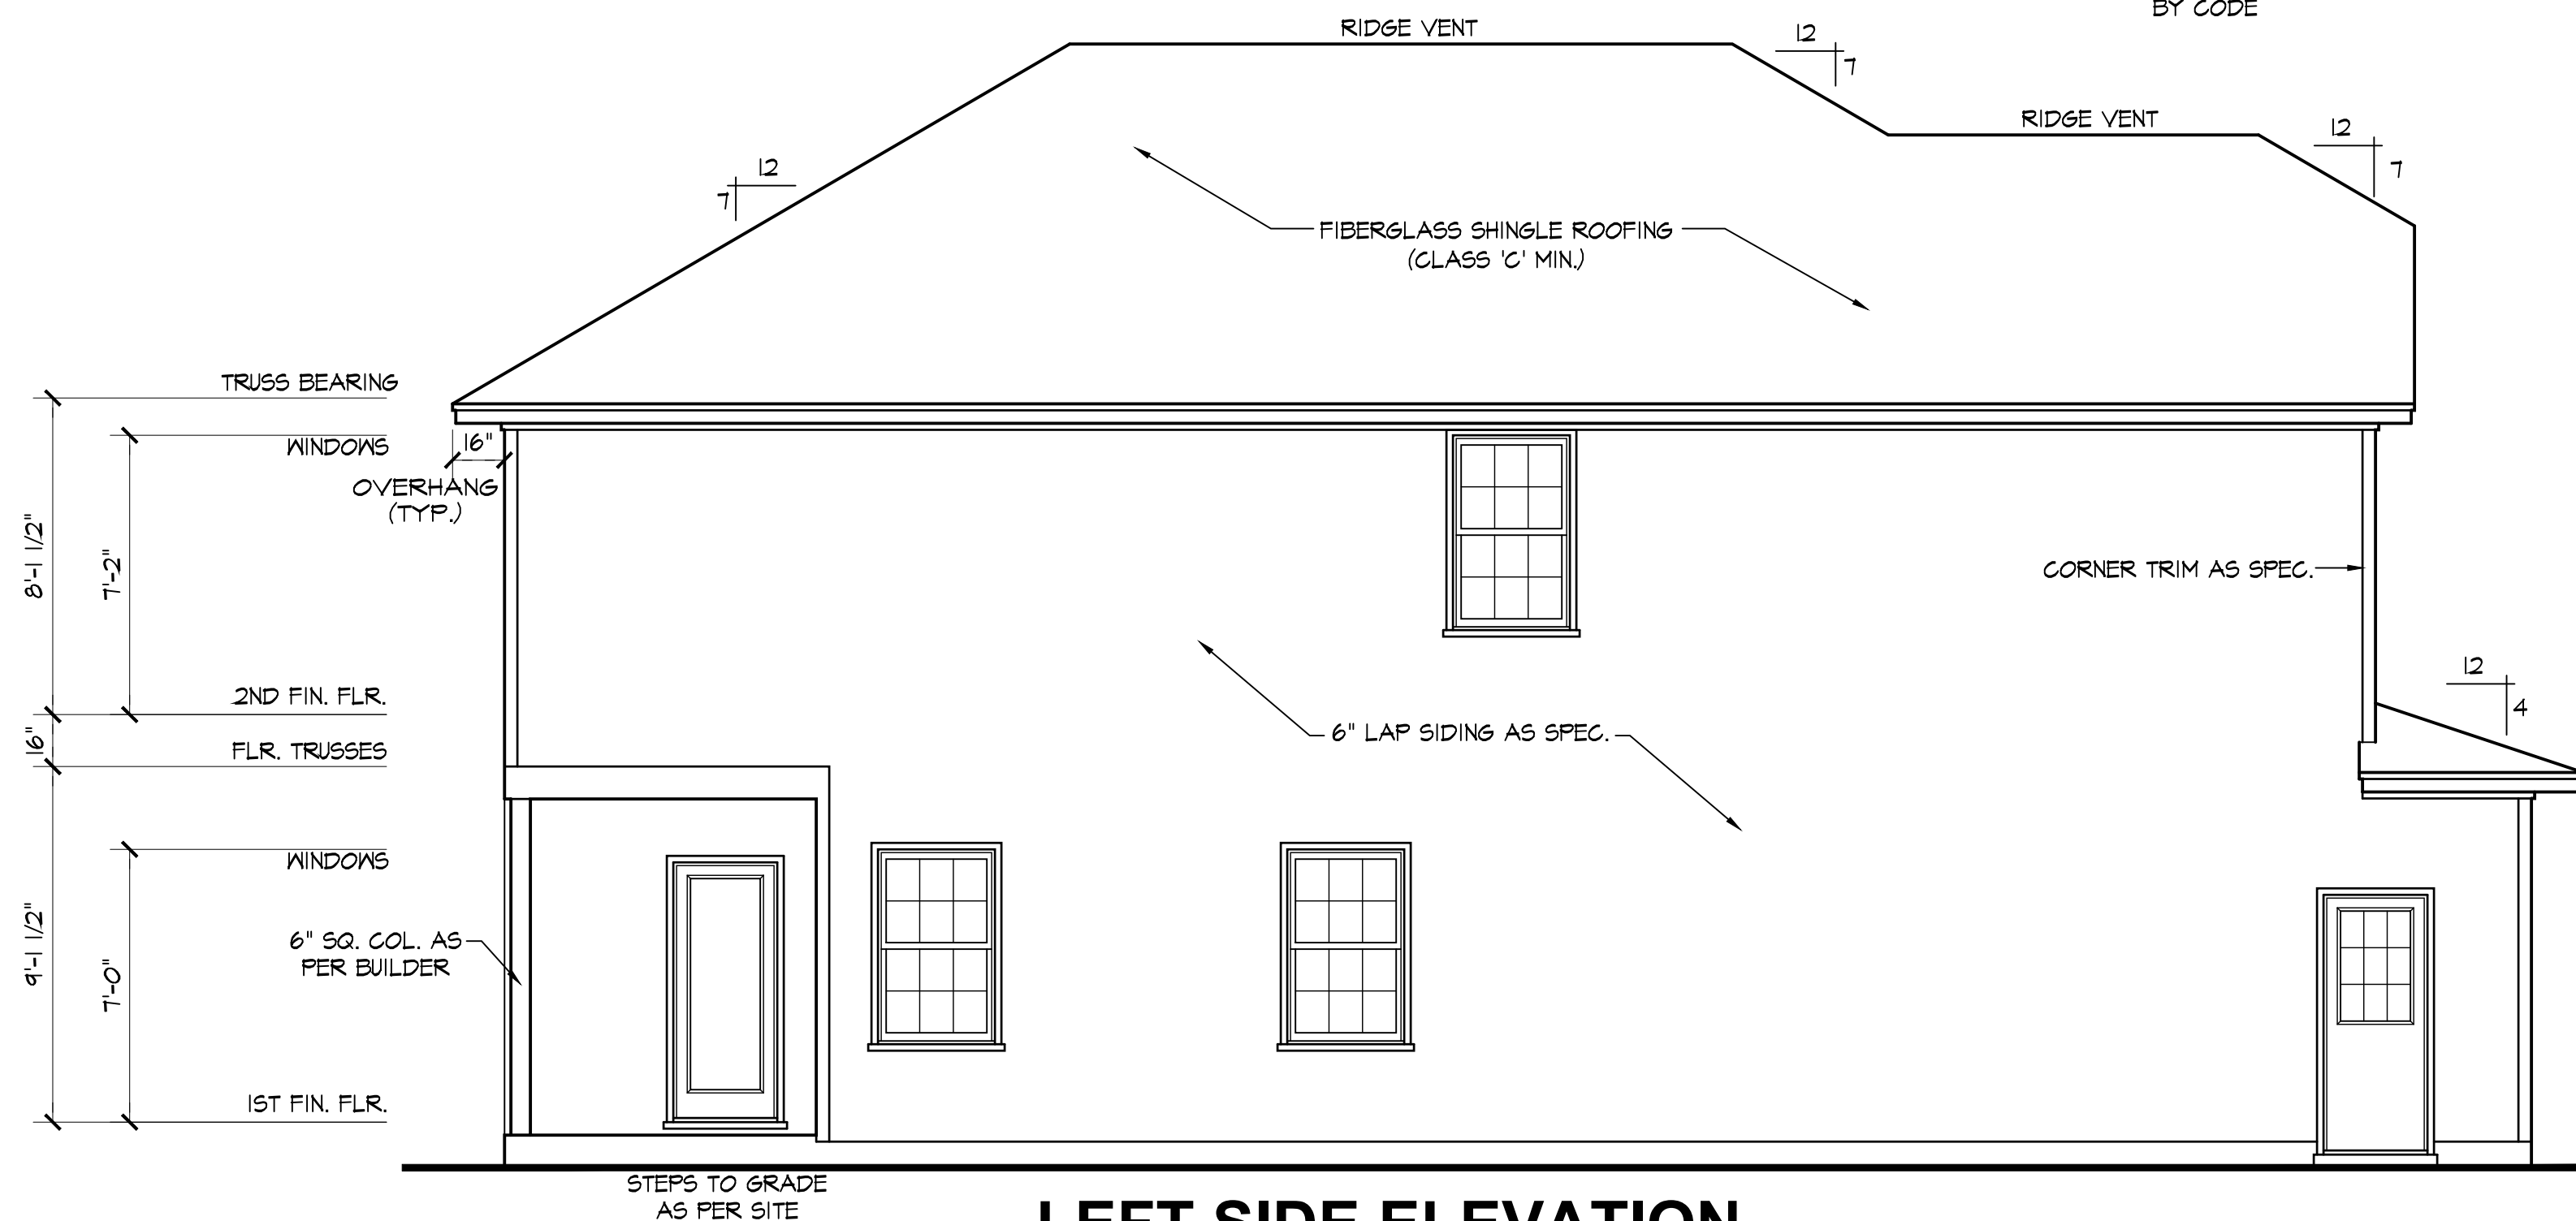 BY CODE
RIDGE VENT
12
7
RIDGE VENT
12
7
12
7
FIBERGLASS SHINGLE ROOFING
(CLASS 'C' MIN.)
TRUSS BEARING
WINDOWS
16"
OVERHANG
(TYP.)
8'-1 1/2"
7'-2"
CORNER TRIM AS SPEC.
2ND FIN. FLR.
12
4
16"
FLR. TRUSSES
6" LAP SIDING AS SPEC.
WINDOWS
9'-1 1/2"
7'-0"
6" SQ. COL. AS
PER BUILDER
1ST FIN. FLR.
STEPS TO GRADE
AS PER SITE
LEFT SIDE ELEVATION